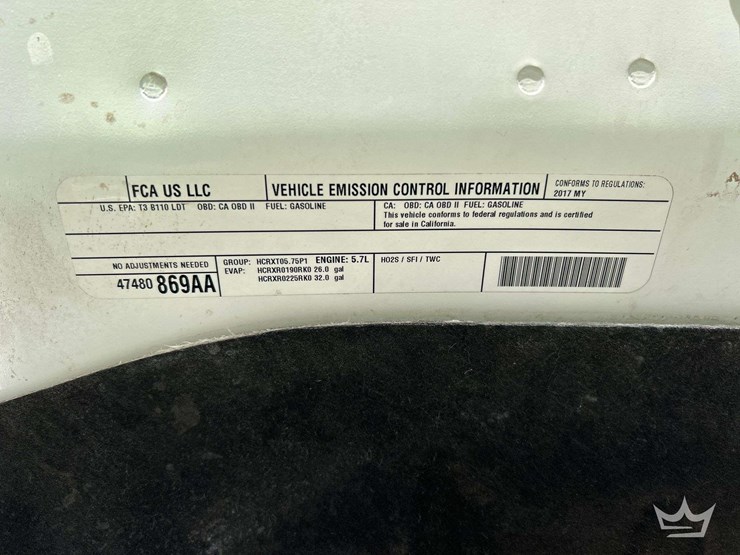 FCA US LLC
VEHICLE EMISSION CONTROL INFORMATION
CONFORMS TO REGULATIONS:
2017 MY
U.S. EPA: T3 B110 LDT OBD: CA OBD II FUEL: GASOLINE
CA: OBD: CA OBD II FUEL: GASOLINE
This vehicle conforms to federal regulations and is certified
for sale in California.
NO ADJUSTMENTS NEEDED
47480 869AA
GROUP: HCRXT05.75P1 ENGINE: 5.7L
EVAP: HCRXR0190RK0 26.0 gal
HCRXR0225RK0 32.0 gal
HO2S / SFI / TWC